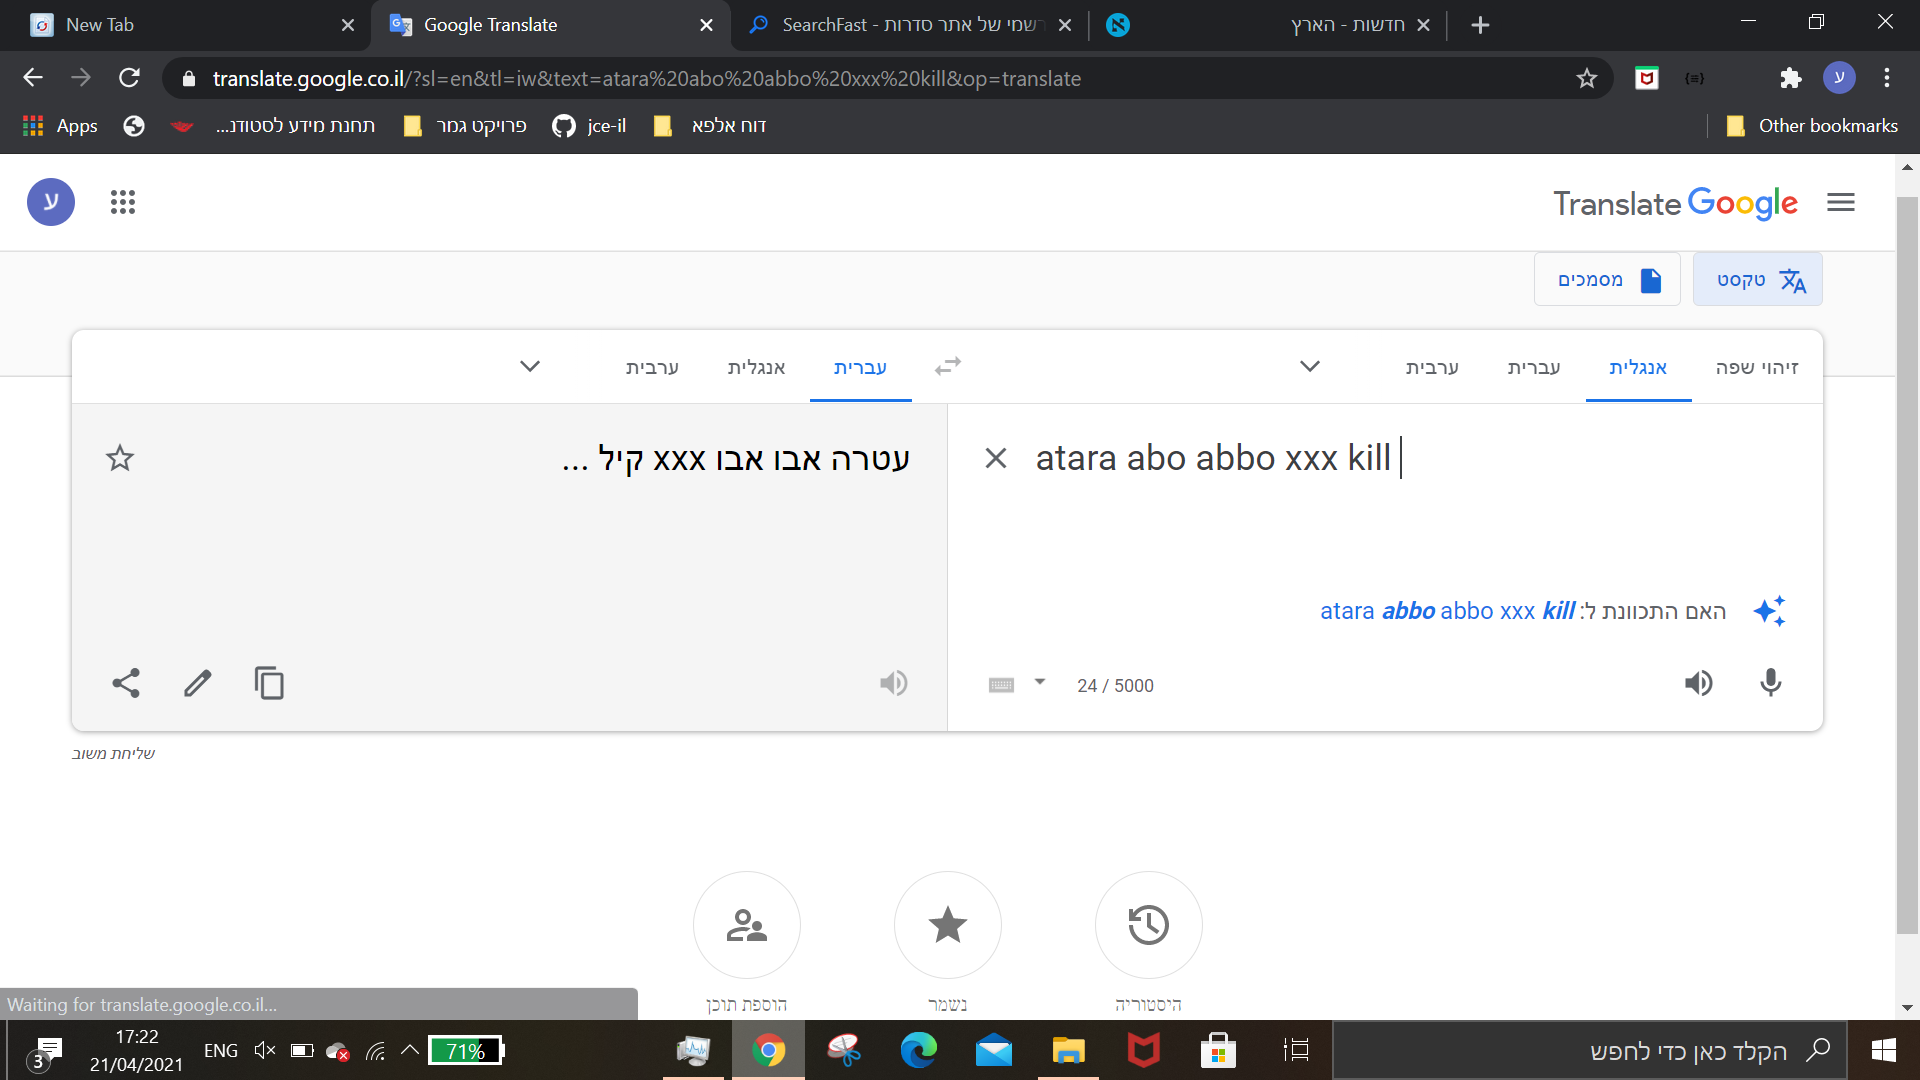 New Tab
Google Translate
SearchFast - רשמי של אתר סדרות
חדשות - הארץ
translate.google.co.il/?sl=en&tl=iw&text=atara%20abo%20abbo%20xxx%20kill&op=translate
ע
Apps
תחנת מידע לסטודנ...
פרויקט גמר
jce-il
דוח אלפא
Other bookmarks
ע
Translate Google
מסמכים
טקסט
זיהוי שפה
אנגלית
עברית
ערבית
עברית
אנגלית
ערבית
atara abo abbo xxx kill
עטרה אבו אבו xxx קיל ...
האם התכוונת ל: atara abbo abbo xxx kill
24 / 5000
שליחת משוב
היסטוריה
נשמר
הוספת תוכן
Waiting for translate.google.co.il...
3
17:22
21/04/2021
ENG
71%
הקלד כאן כדי לחפש